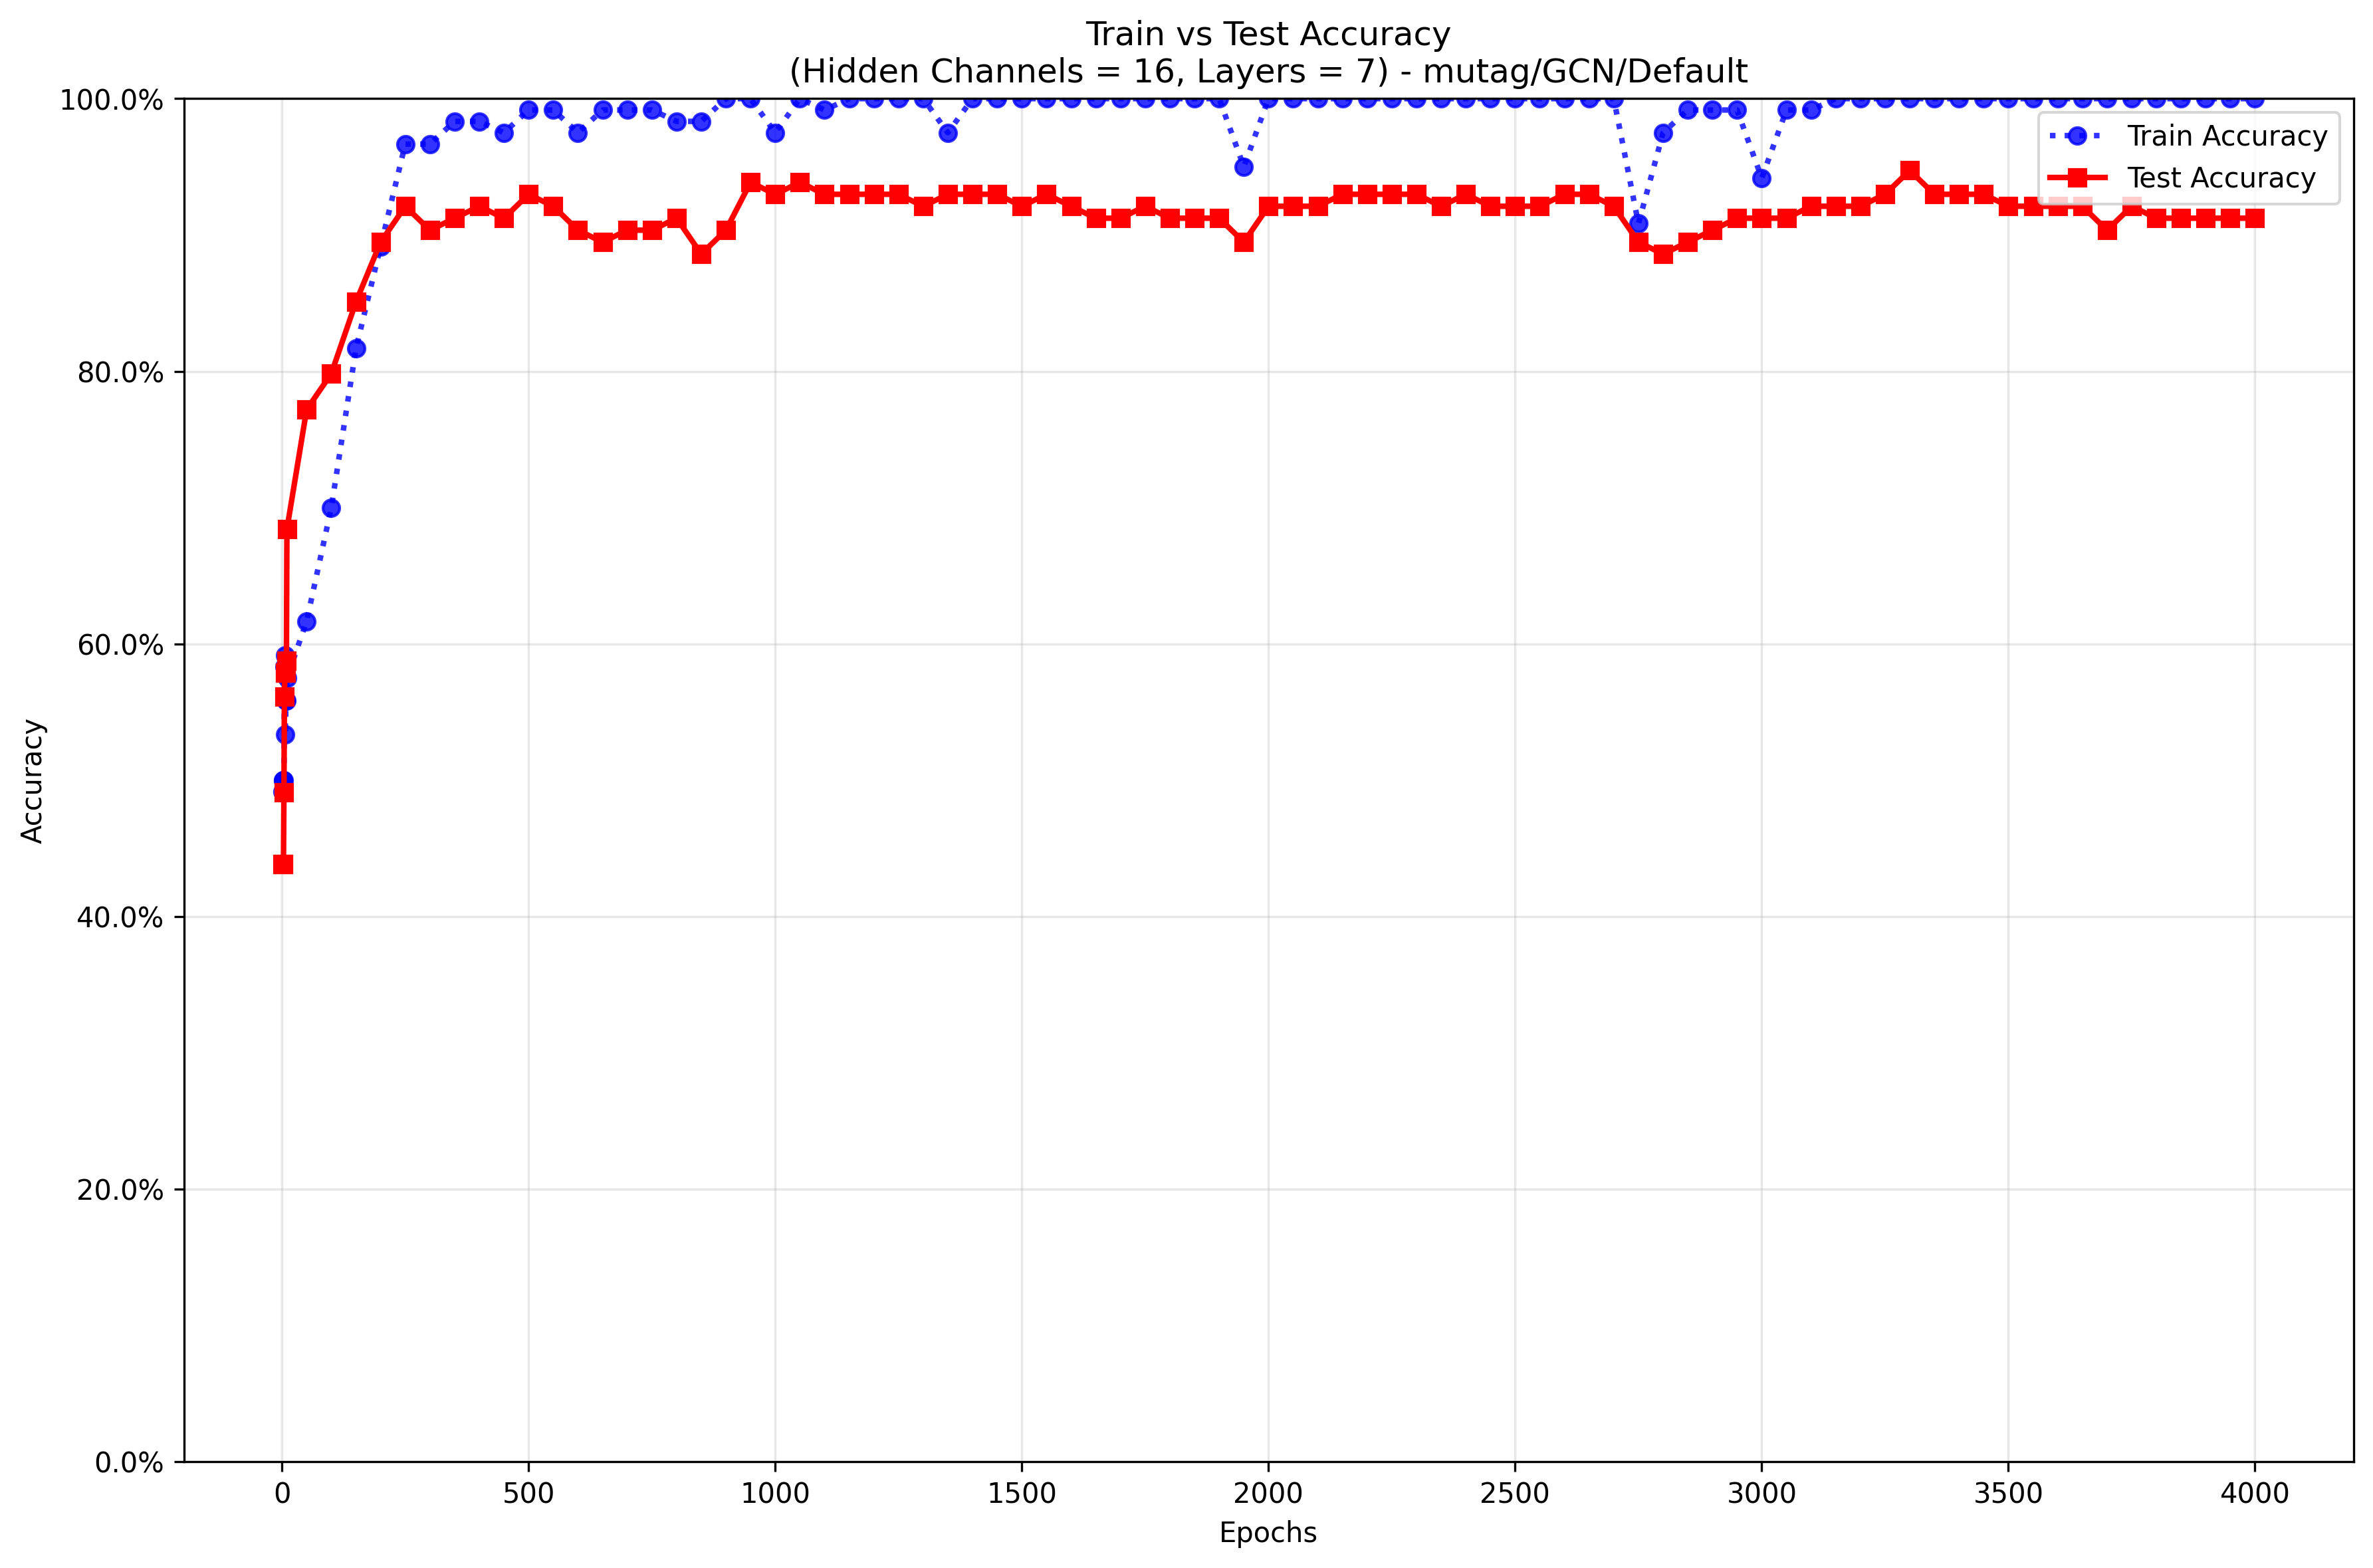 Train vs Test Accuracy
(Hidden Channels = 16, Layers = 7) - mutag/GCN/Default
100.0%
80.0%
60.0%
40.0%
20.0%
0.0%
Accuracy
Train Accuracy
Test Accuracy
0 500 1000 1500 2000 2500 3000 3500 4000
Epochs